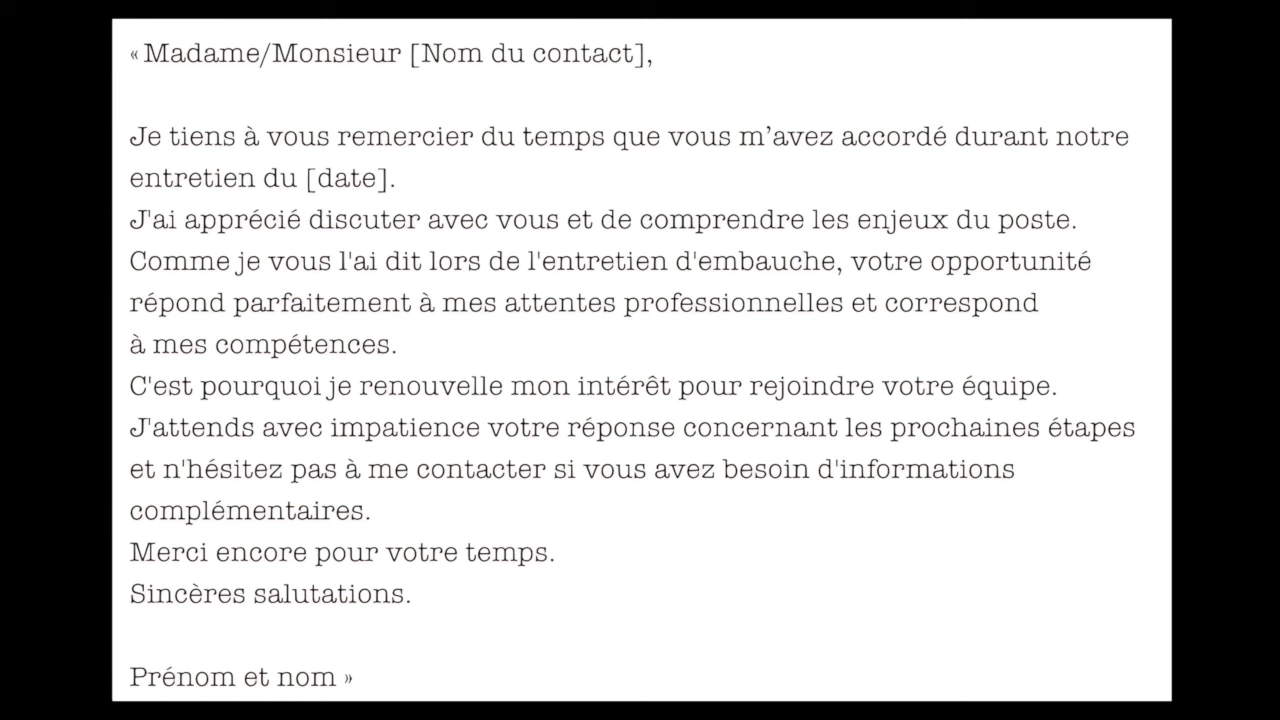 « Madame/Monsieur [Nom du contact],
Je tiens à vous remercier du temps que vous m’avez accordé durant notre
entretien du [date].
J'ai apprécié discuter avec vous et de comprendre les enjeux du poste.
Comme je vous l'ai dit lors de l'entretien d'embauche, votre opportunité
répond parfaitement à mes attentes professionnelles et correspond
à mes compétences.
C'est pourquoi je renouvelle mon intérêt pour rejoindre votre équipe.
J'attends avec impatience votre réponse concernant les prochaines étapes
et n'hésitez pas à me contacter si vous avez besoin d'informations
complémentaires.
Merci encore pour votre temps.
Sincères salutations.
Prénom et nom »